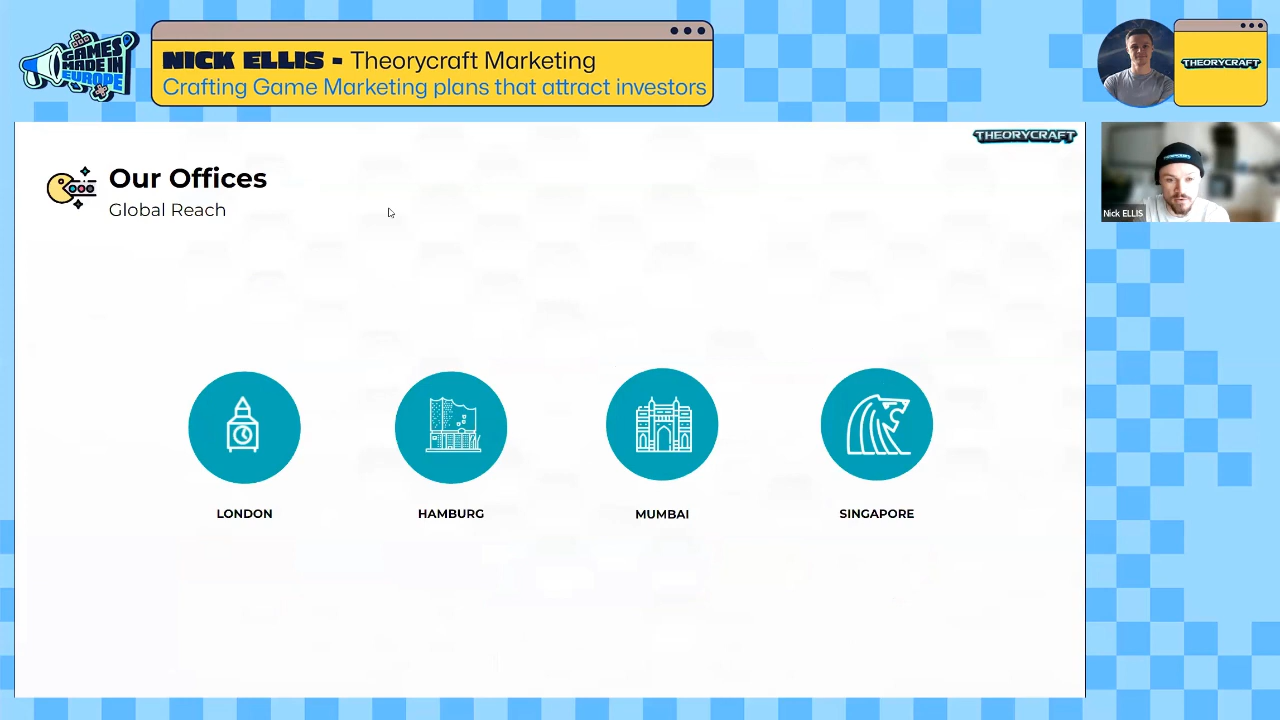 GAMES
MADE IN
EUROPE
NICK ELLIS - Theorycraft Marketing
Crafting Game Marketing plans that attract investors
THEORYCRAFT
THEORYCRAFT
Our Offices
Global Reach
Nick ELLIS
LONDON
HAMBURG
MUMBAI
SINGAPORE